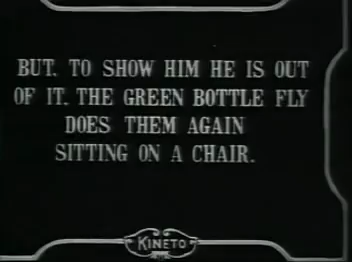 BUT. TO SHOW HIM HE IS OUT
OF IT. THE GREEN BOTTLE FLY
DOES THEM AGAIN
SITTING ON A CHAIR.
KINETO